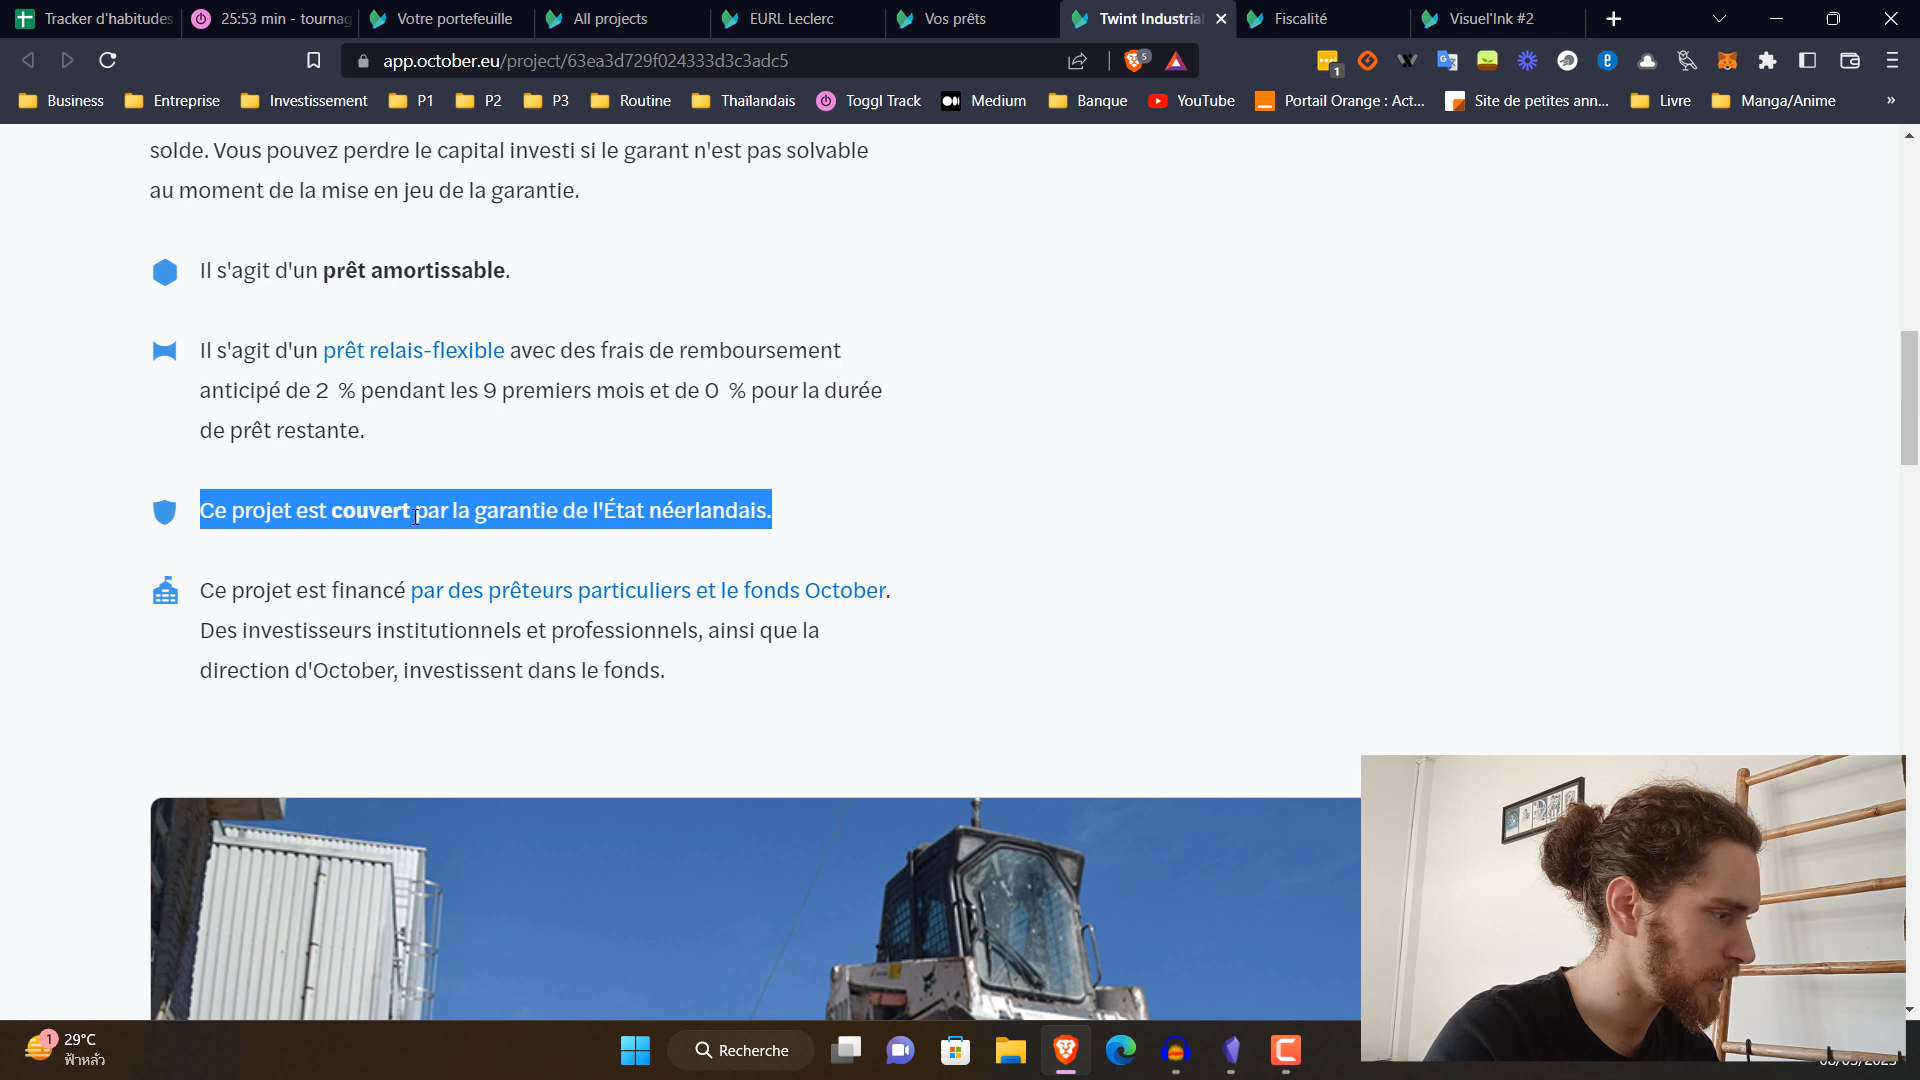 Tracker d'habitudes
25:53 min - tournag
Votre portefeuille
All projects
EURL Leclerc
Vos prêts
Twint Industrial
Fiscalité
Visuel'Ink #2
app.october.eu/project/63ea3d729f024333d3c3adc5
5
1
Business
Entreprise
Investissement
P1
P2
P3
Routine
Thaïlandais
Toggl Track
Medium
Banque
YouTube
Portail Orange : Act...
Site de petites ann...
Livre
Manga/Anime
»
solde. Vous pouvez perdre le capital investi si le garant n'est pas solvable
au moment de la mise en jeu de la garantie.
Il s'agit d'un prêt amortissable.
Il s'agit d'un prêt relais-flexible avec des frais de remboursement
anticipé de 2 % pendant les 9 premiers mois et de 0 % pour la durée
de prêt restante.
Ce projet est couvert par la garantie de l'État néerlandais.
Ce projet est financé par des prêteurs particuliers et le fonds October.
Des investisseurs institutionnels et professionnels, ainsi que la
direction d'October, investissent dans le fonds.
1
29°C
ฟ้าหลัว
Recherche